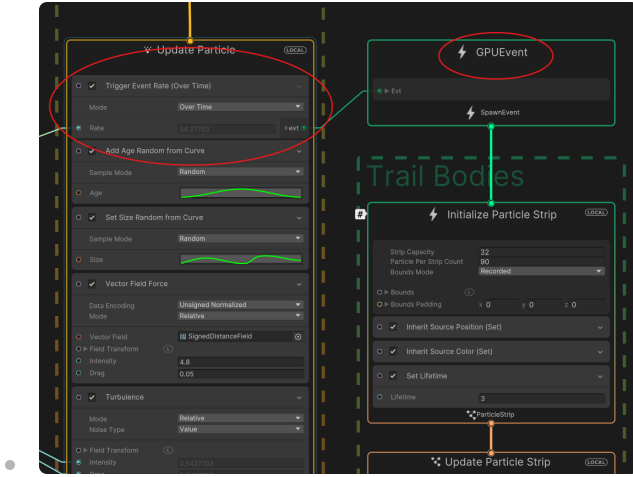 Update Particle
LOCAL
Trigger Event Rate (Over Time)
Mode
Over Time
Rate
54.27703
evt
Add Age Random from Curve
Sample Mode
Random
Age
Set Size Random from Curve
Sample Mode
Random
Size
Vector Field Force
Data Encoding
Unsigned Normalized
Mode
Relative
Vector Field
SignedDistanceField
Field Transform
L
Intensity
4.8
Drag
0.05
Turbulence
Mode
Relative
Noise Type
Value
Field Transform
L
Intensity
GPUEvent
Evt
SpawnEvent
Trail Bodies
#
Initialize Particle Strip
LOCAL
Strip Capacity
32
Particle Per Strip Count
90
Bounds Mode
Recorded
Bounds
L
Bounds Padding
x 0
y 0
z 0
Inherit Source Position (Set)
Inherit Source Color (Set)
Set Lifetime
Lifetime
3
ParticleStrip
Update Particle Strip
LOCAL